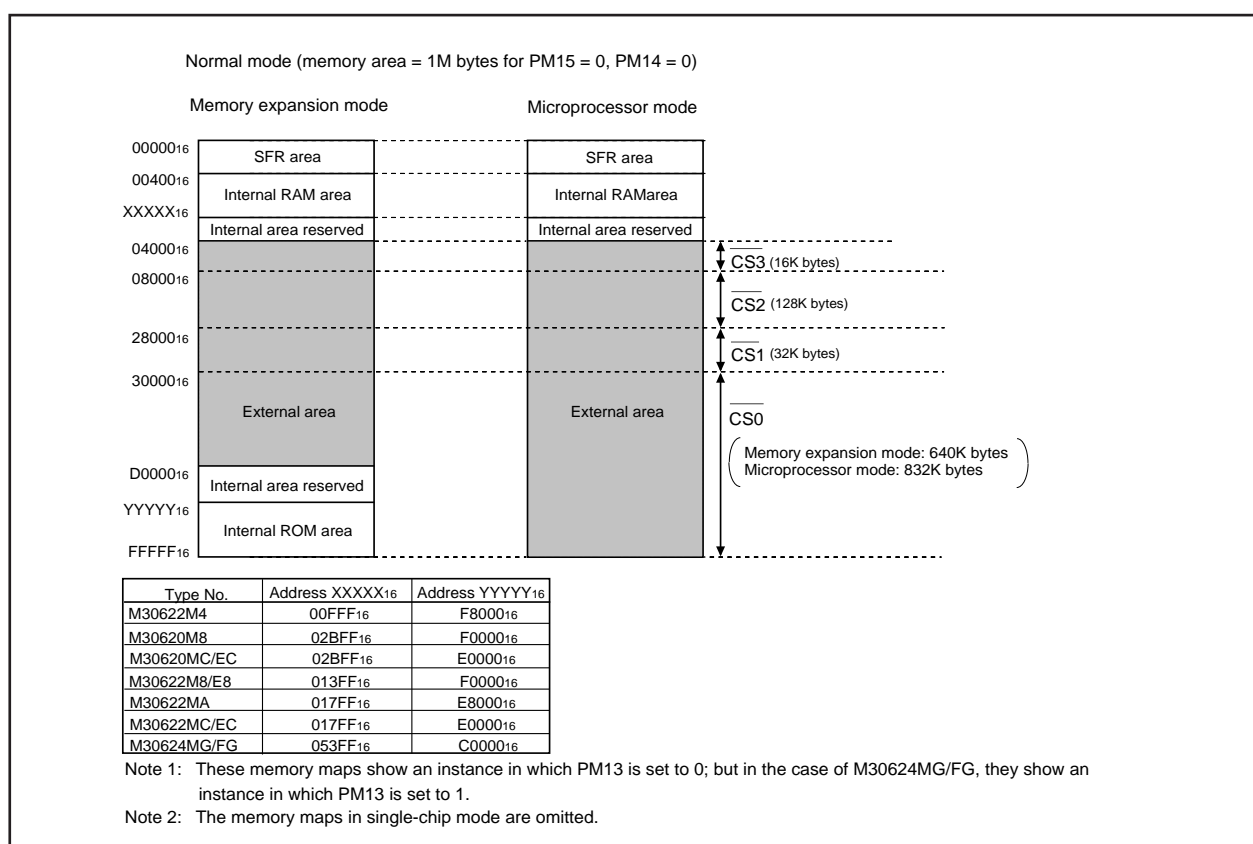 Normal mode (memory area = 1M bytes for PM15 = 0, PM14 = 0)
Memory expansion mode
Microprocessor mode
0000016
SFR area
SFR area
0040016
Internal RAM area
Internal RAMarea
XXXXX16
Internal area reserved
Internal area reserved
0400016
CS3 (16K bytes)
0800016
CS2 (128K bytes)
2800016
CS1 (32K bytes)
3000016
External area
External area
CS0
Memory expansion mode: 640K bytes
Microprocessor mode: 832K bytes
D000016
Internal area reserved
YYYYY16
Internal ROM area
FFFFF16
Type No. Address XXXXX16 Address YYYYY16
M30622M4 00FFF16 F800016
M30620M8 02BFF16 F000016
M30620MC/EC 02BFF16 E000016
M30622M8/E8 013FF16 F000016
M30622MA 017FF16 E800016
M30622MC/EC 017FF16 E000016
M30624MG/FG 053FF16 C000016
Note 1: These memory maps show an instance in which PM13 is set to 0; but in the case of M30624MG/FG, they show an
instance in which PM13 is set to 1.
Note 2: The memory maps in single-chip mode are omitted.